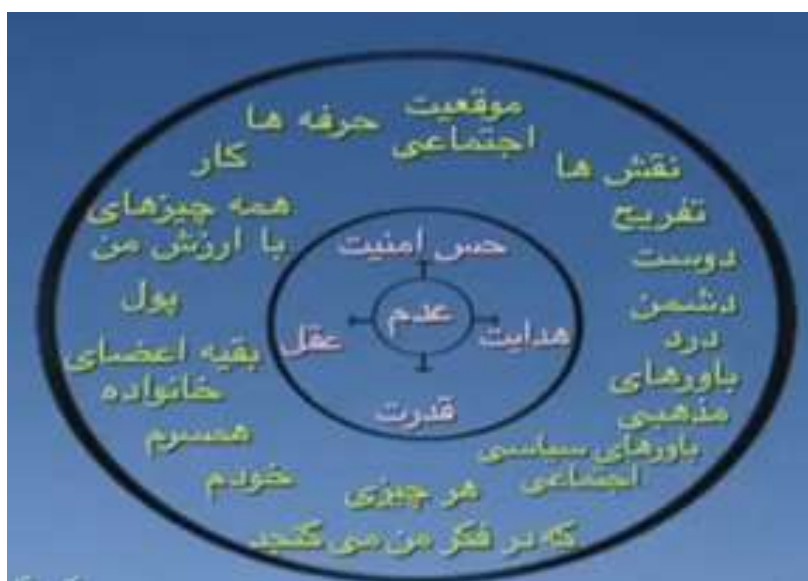 موقعیت
اجتماعی
حرفه ها
کار
همه چیزهای
با ارزش من
پول
بقیه اعضای
خانواده
همسرم
خودم
هر چیزی
که در فکر من می گنجد
نقش ها
تفریح
دوست
دشمن
درد
باورهای
مذهبی
باورهای سیاسی
اجتماعی
حس امنیت
عقل
عدم
هدایت
قدرت